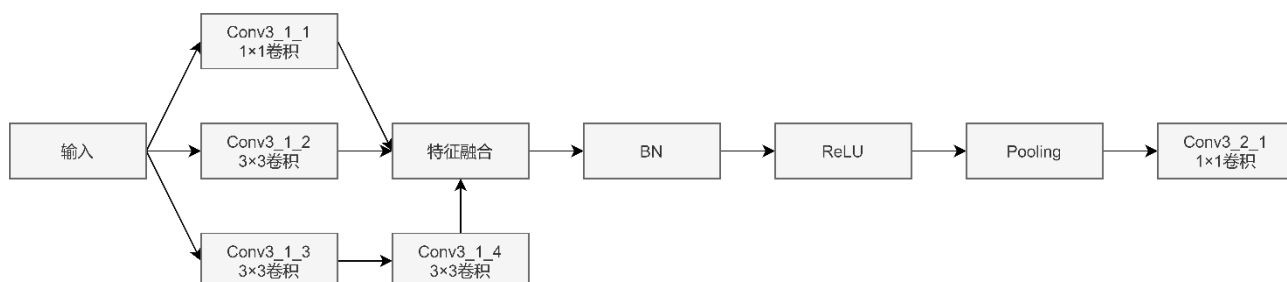 Conv3_1_1
1×1卷积
输入
Conv3_1_2
3×3卷积
特征融合
BN
ReLU
Pooling
Conv3_2_1
1×1卷积
Conv3_1_3
3×3卷积
Conv3_1_4
3×3卷积